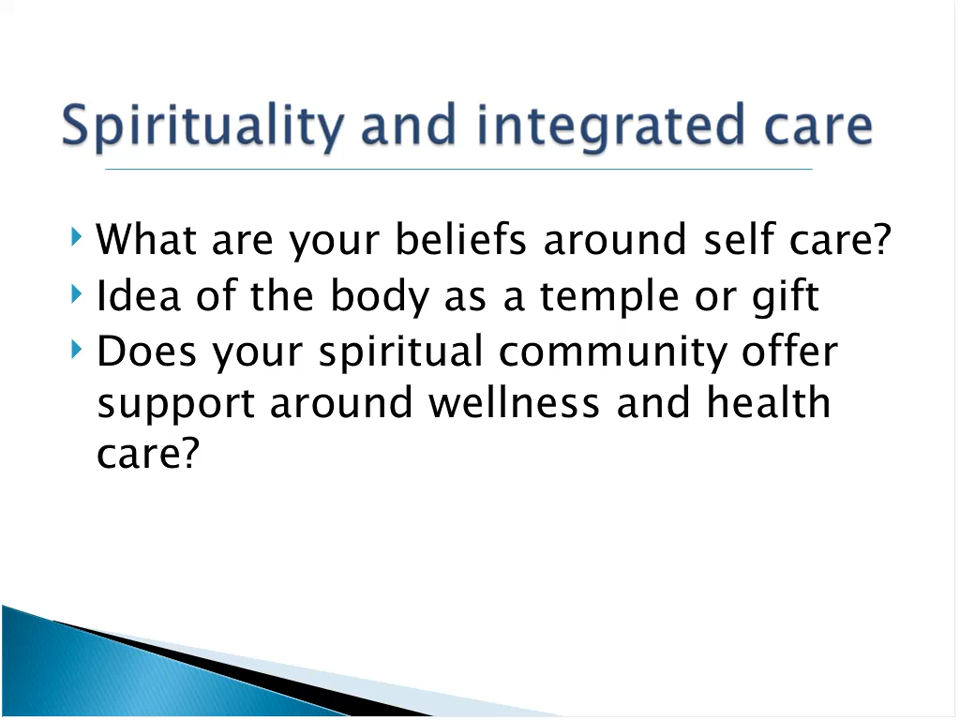 Spirituality and integrated care
What are your beliefs around self care?
Idea of the body as a temple or gift
Does your spiritual community offer
support around wellness and health
care?